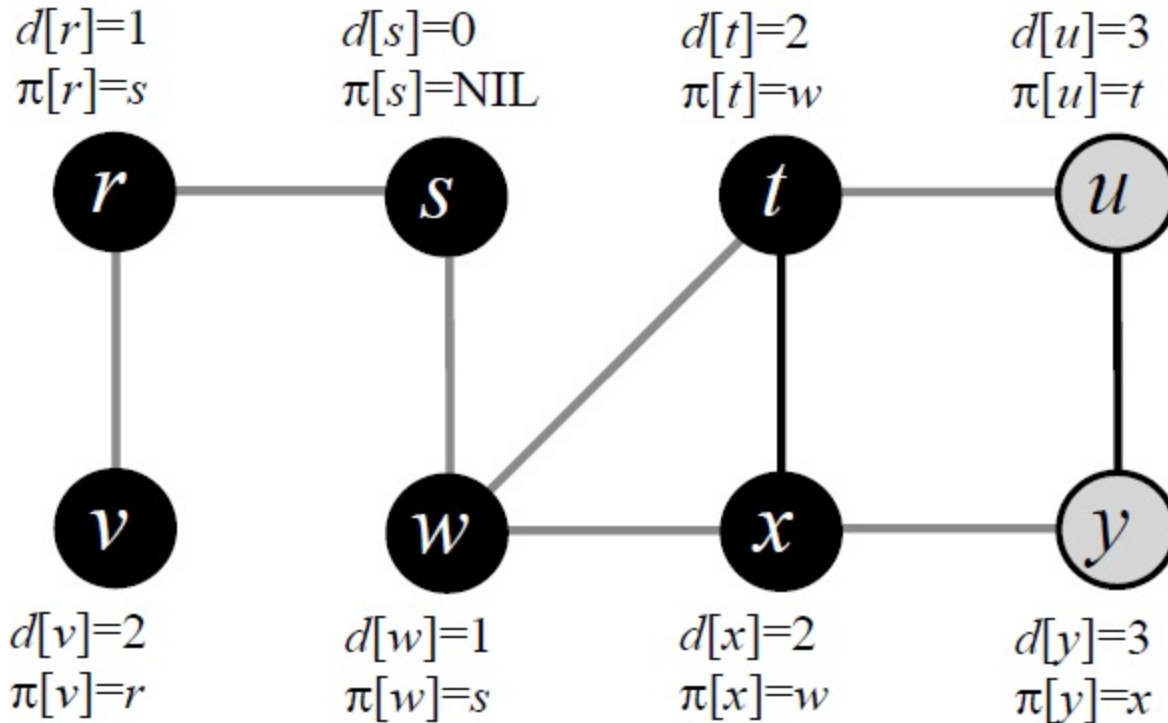 d[r]=1
π[r]=s
d[s]=0
π[s]=NIL
d[t]=2
π[t]=w
d[u]=3
π[u]=t
r
s
t
u
v
w
x
y
d[v]=2
π[v]=r
d[w]=1
π[w]=s
d[x]=2
π[x]=w
d[y]=3
π[y]=x